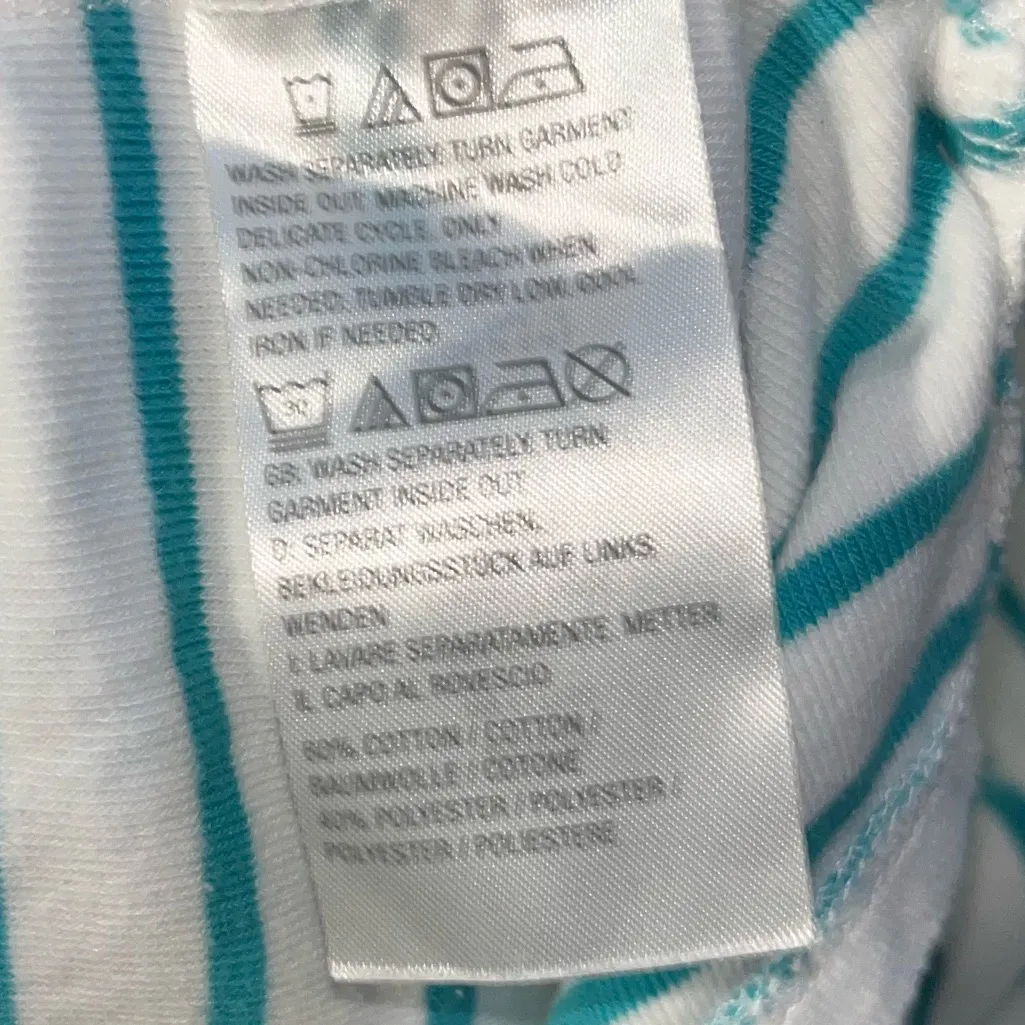 WASH SEPARATELY. TURN GARMENT
INSIDE OUT. MACHINE WASH COLD
DELICATE CYCLE. ONLY
NON-CHLORINE BLEACH WHEN
NEEDED. TUMBLE DRY LOW. COOL
IRON IF NEEDED
30
GB: WASH SEPARATELY. TURN
GARMENT INSIDE OUT
D: SEPARAT WASCHEN.
BEKLEIDUNGSSTÜCK AUF LINKS
WENDEN
I: LAVARE SEPARATAMENTE. METTER
IL CAPO AL ROVESCIO
60% COTTON / COTTON /
BAUMWOLLE / COTONE
40% POLYESTER / POLYESTER /
POLYESTER / POLIESTERE